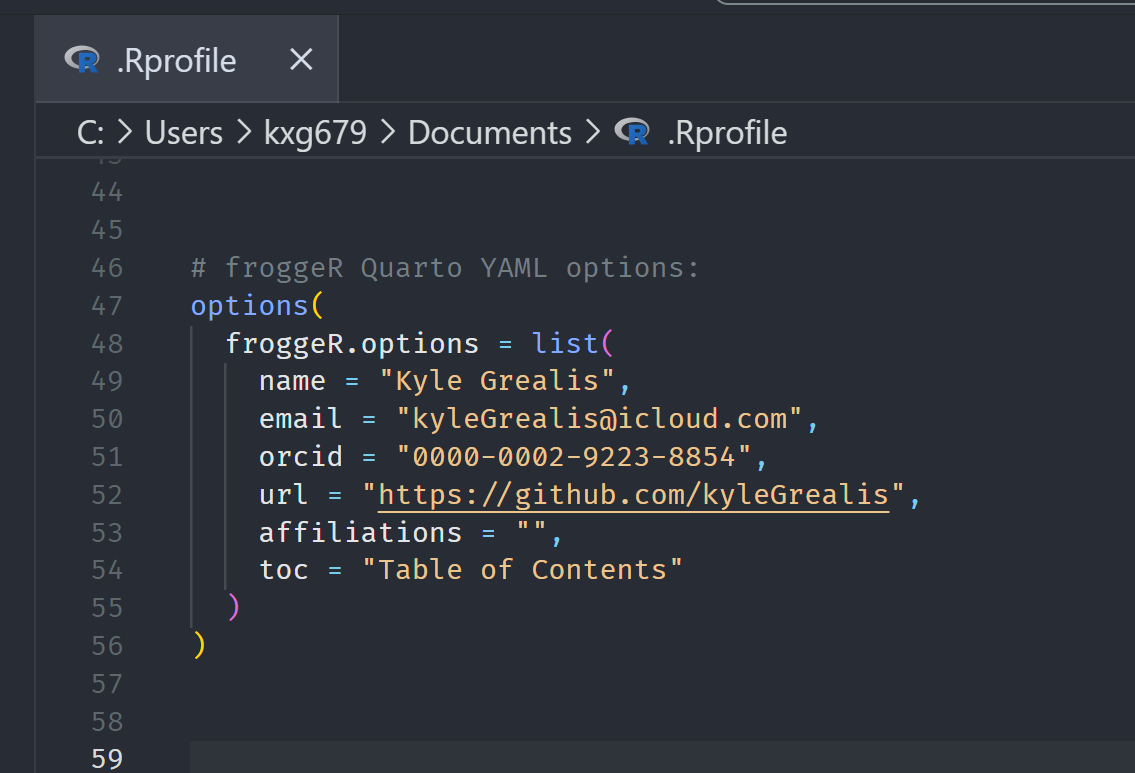 .Rprofile
C: > Users > kxg679 > Documents > .Rprofile
44
45
46 # froggeR Quarto YAML options:
47 options(
48 froggeR.options = list(
49 name = "Kyle Grealis",
50 email = "kyleGrealis@icloud.com",
51 orcid = "0000-0002-9223-8854",
52 url = "https://github.com/kyleGrealis",
53 affiliations = "",
54 toc = "Table of Contents"
55 )
56 )
57
58
59